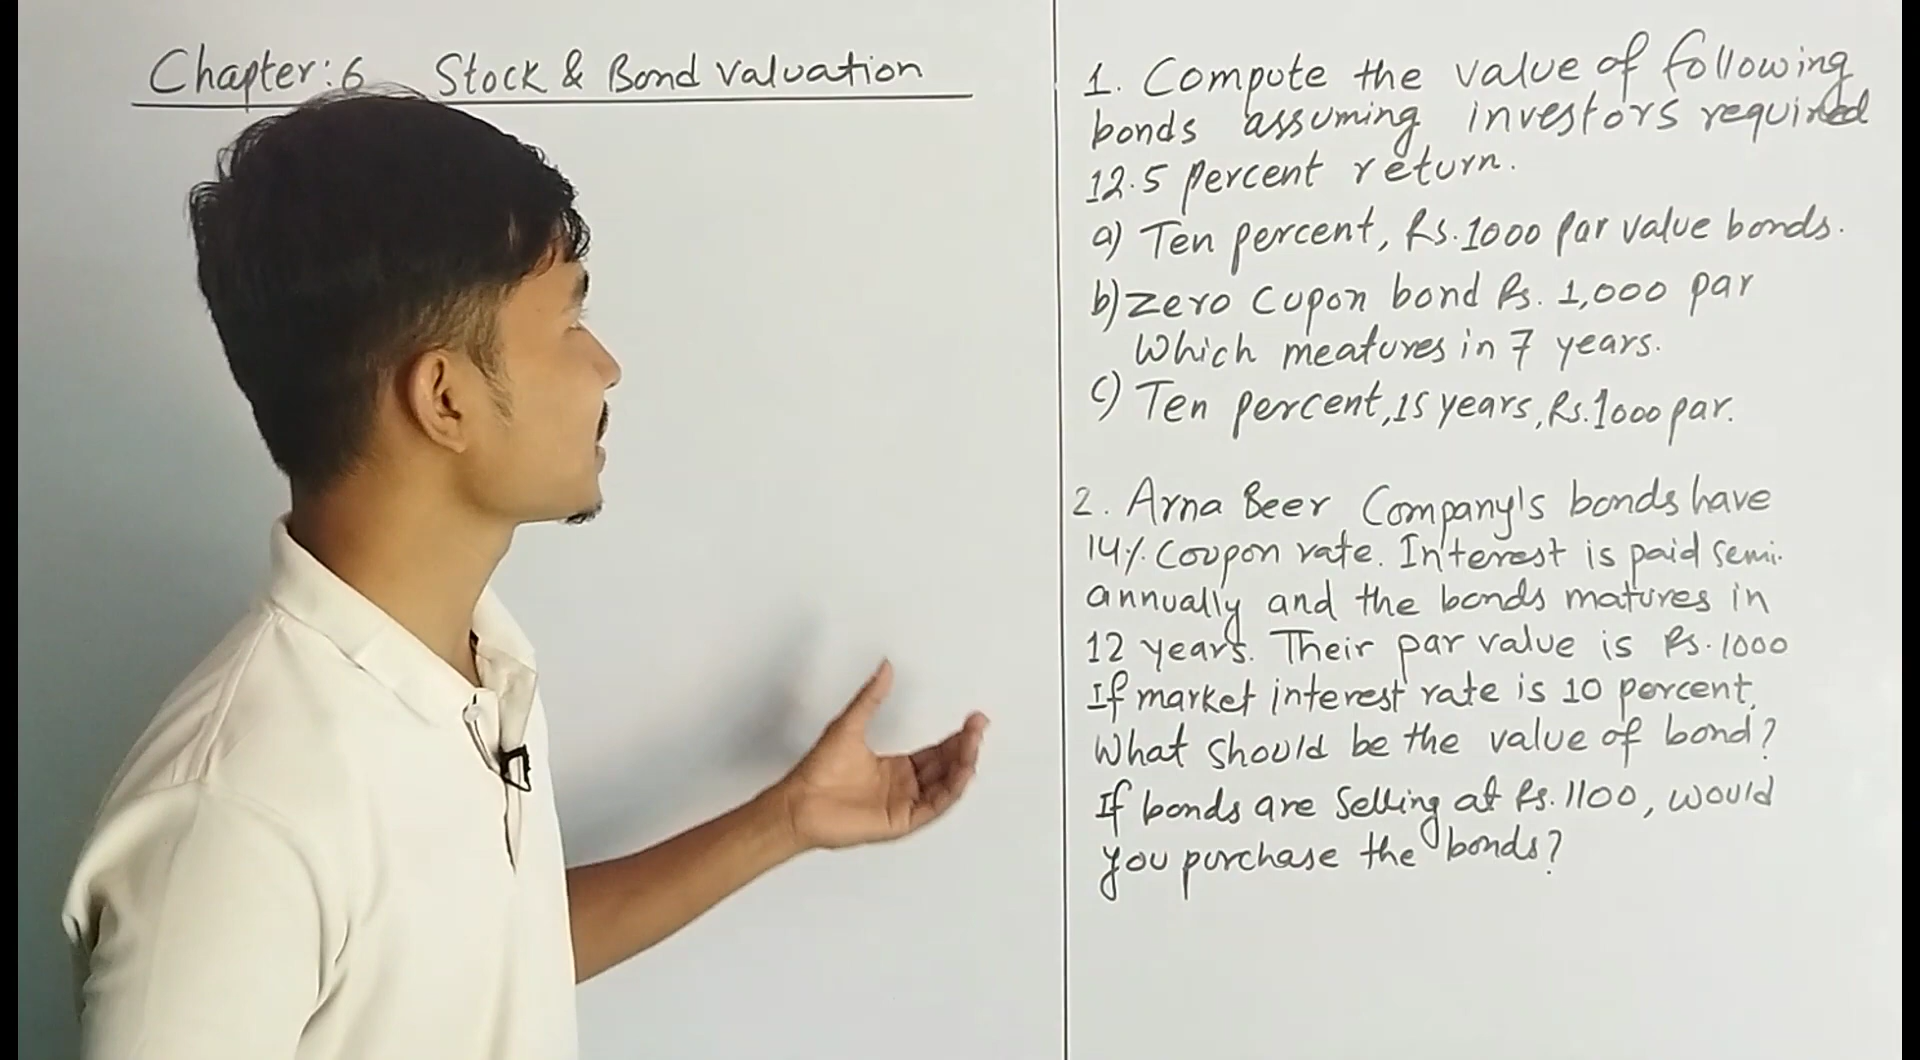 Chapter: 6 Stock & Bond Valuation
1. Compute the value of following
bonds assuming investors required
12.5 percent return.
a) Ten percent, Rs. 1000 par value bonds.
b) Zero Cupon bond Rs. 1,000 par
Which meatures in 7 years.
c) Ten percent, 15 years, Rs. 1000 par.
2. Arna Beer Company's bonds have
14% Coupon rate. Interest is paid semi-
annually and the bonds matures in
12 years. Their par value is Rs. 1000
If market interest rate is 10 percent.
What should be the value of bond?
If bonds are Selling at Rs. 1100, would
you purchase the bonds?